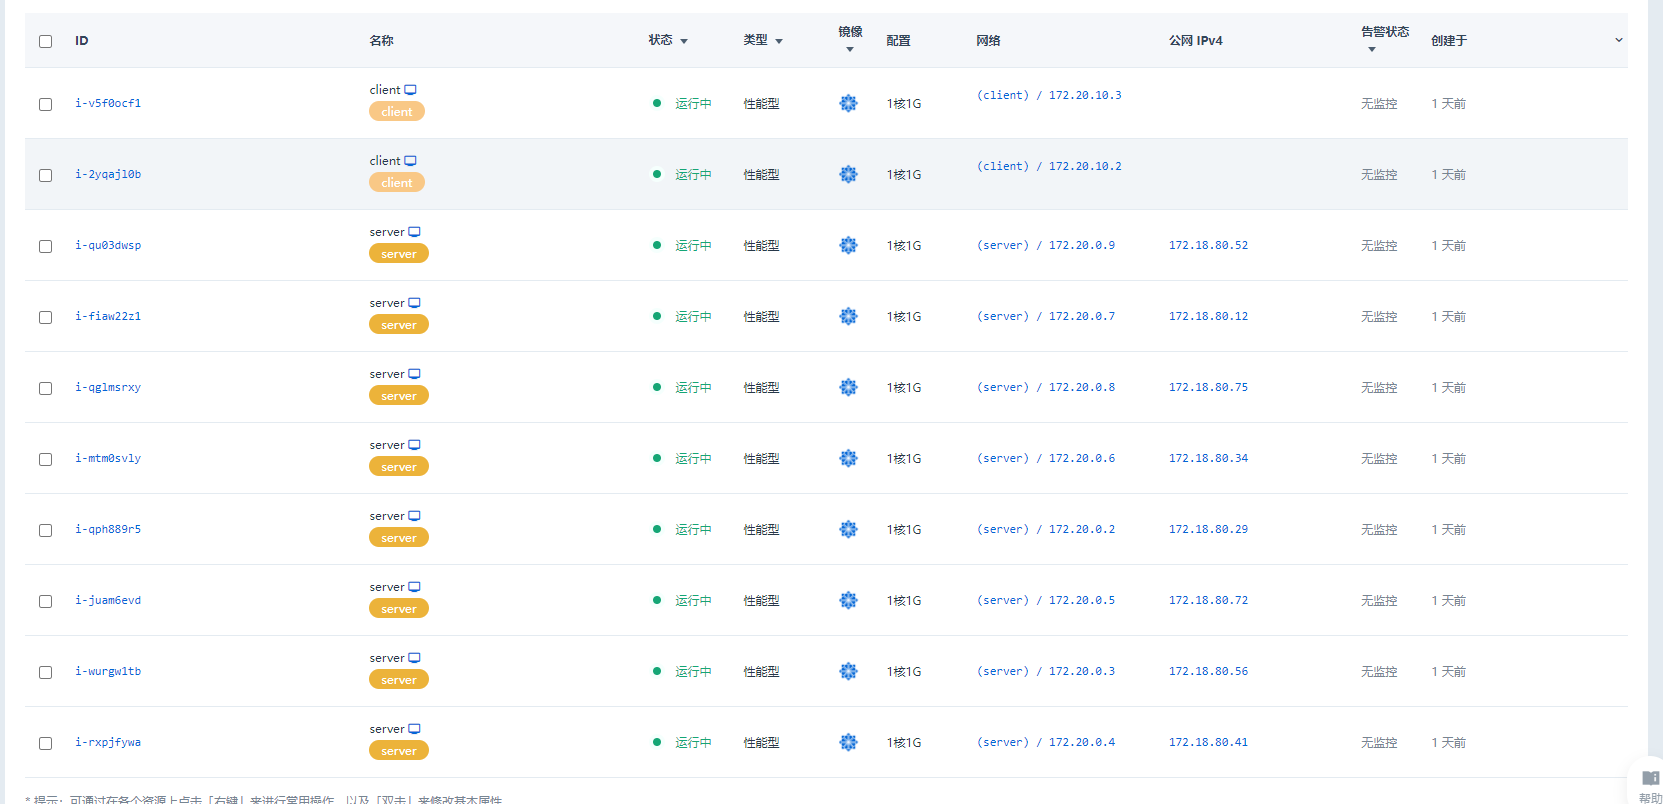 ID 名称 状态 类型 镜像 配置 网络 公网 IPv4 告警状态 创建于
i-v5f0ocf1 client 运行中 性能型 1核1G (client) / 172.20.10.3 无监控 1 天前
client
i-2yqajl0b client 运行中 性能型 1核1G (client) / 172.20.10.2 无监控 1 天前
client
i-qu03dwsp server 运行中 性能型 1核1G (server) / 172.20.0.9 172.18.80.52 无监控 1 天前
server
i-fiaw22z1 server 运行中 性能型 1核1G (server) / 172.20.0.7 172.18.80.12 无监控 1 天前
server
i-qglmsrxy server 运行中 性能型 1核1G (server) / 172.20.0.8 172.18.80.75 无监控 1 天前
server
i-mtm0svly server 运行中 性能型 1核1G (server) / 172.20.0.6 172.18.80.34 无监控 1 天前
server
i-qph889r5 server 运行中 性能型 1核1G (server) / 172.20.0.2 172.18.80.29 无监控 1 天前
server
i-juam6evd server 运行中 性能型 1核1G (server) / 172.20.0.5 172.18.80.72 无监控 1 天前
server
i-wurgw1tb server 运行中 性能型 1核1G (server) / 172.20.0.3 172.18.80.56 无监控 1 天前
server
i-rxpjfywa server 运行中 性能型 1核1G (server) / 172.20.0.4 172.18.80.41 无监控 1 天前
server
* 提示：可通过在各个资源上点击「右键」来进行常用操作，以及「双击」来修改基本属性
帮助